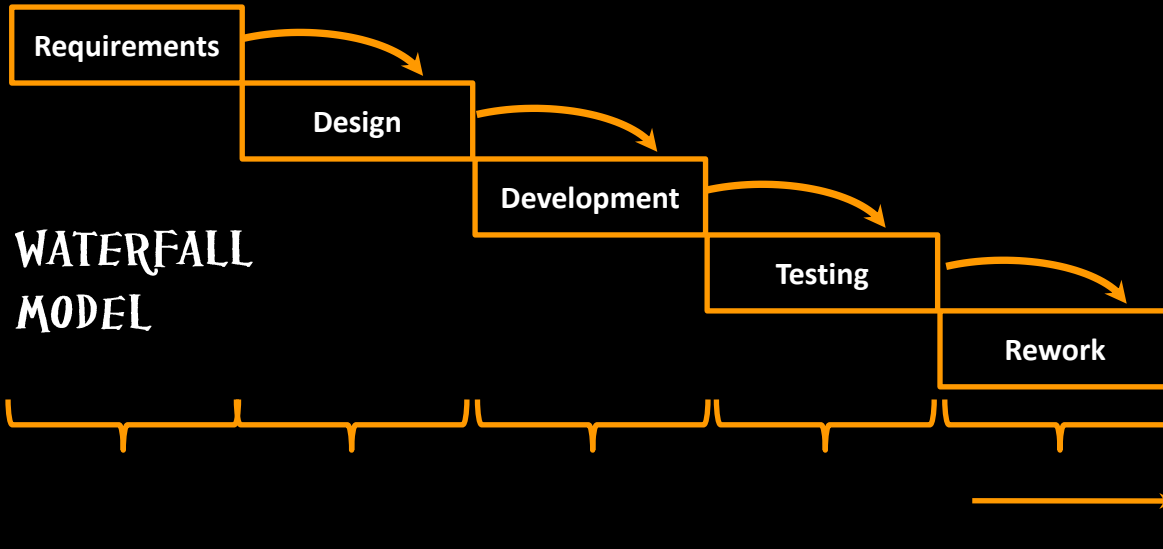 Requirements
Design
Development
WATERFALL
MODEL
Testing
Rework